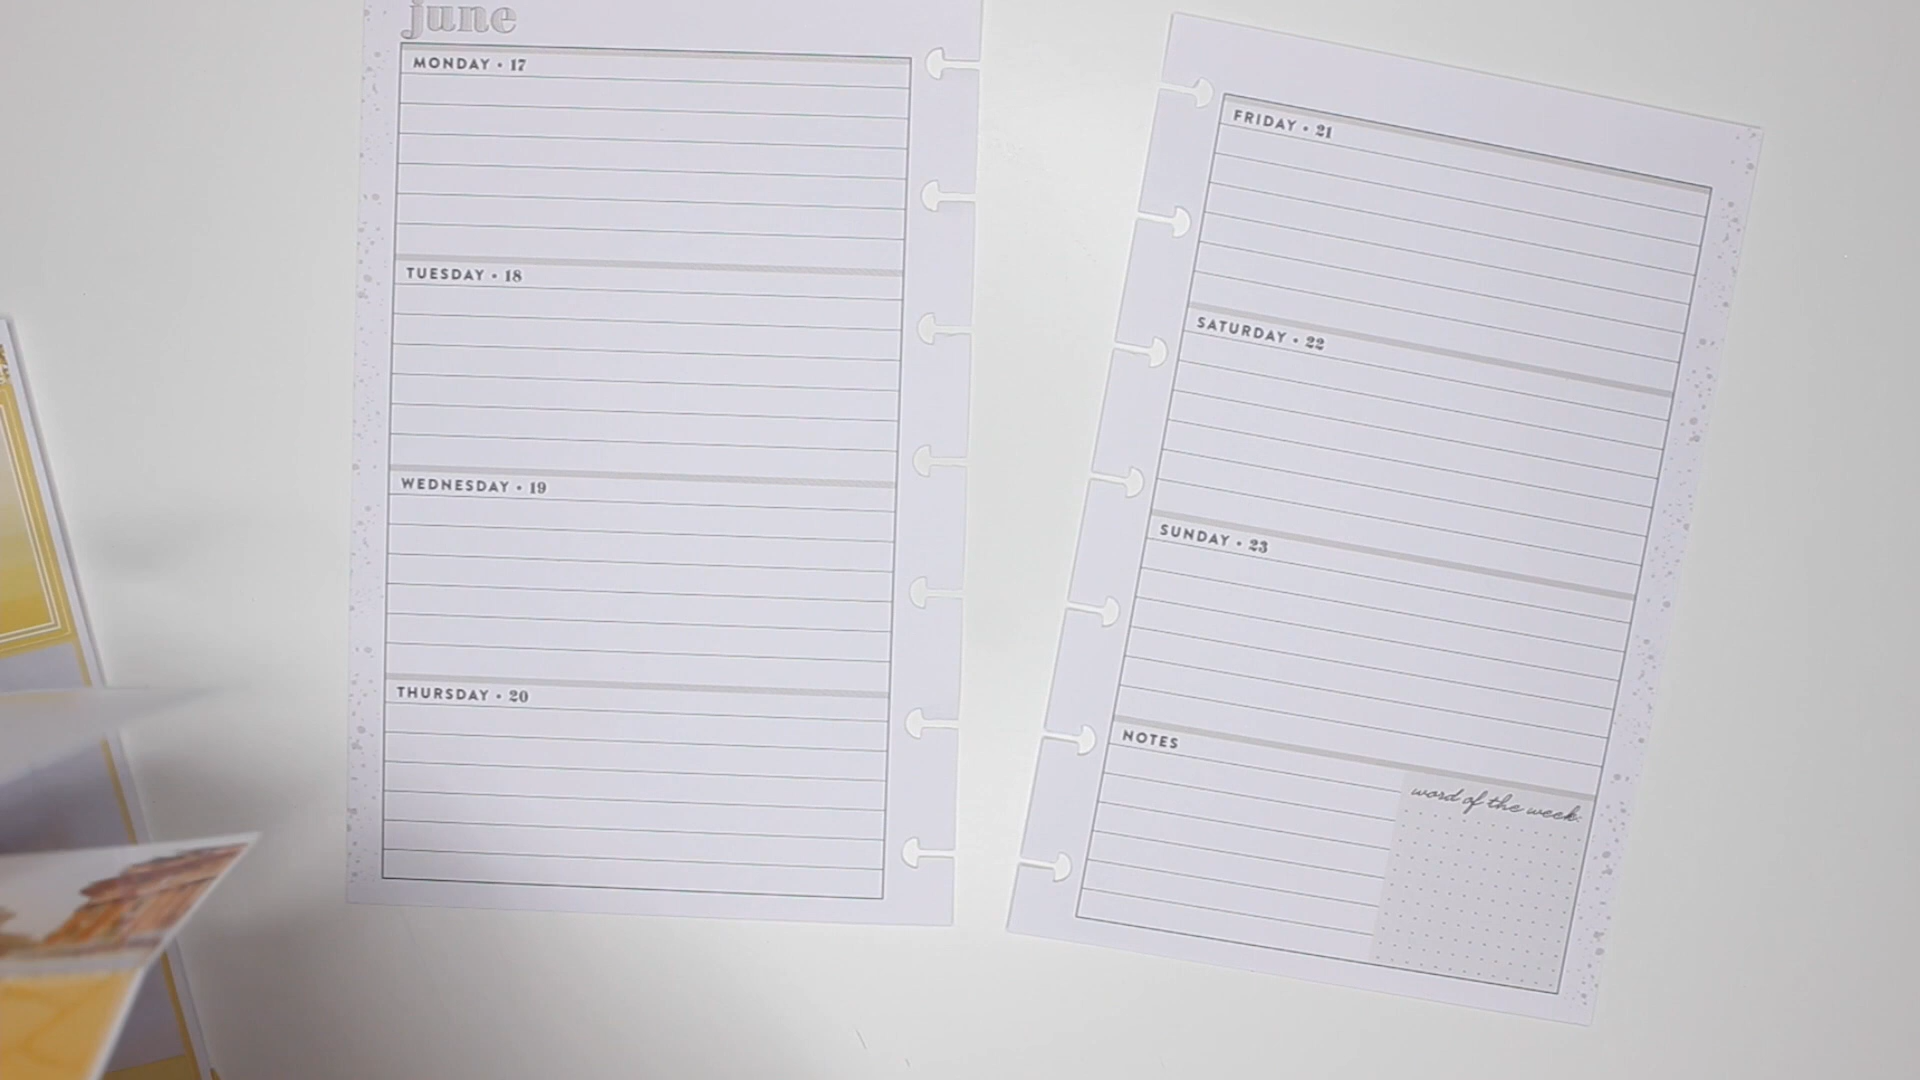 june
MONDAY • 17
TUESDAY • 18
WEDNESDAY • 19
THURSDAY • 20
FRIDAY • 21
SATURDAY • 22
SUNDAY • 23
NOTES
word of the week: